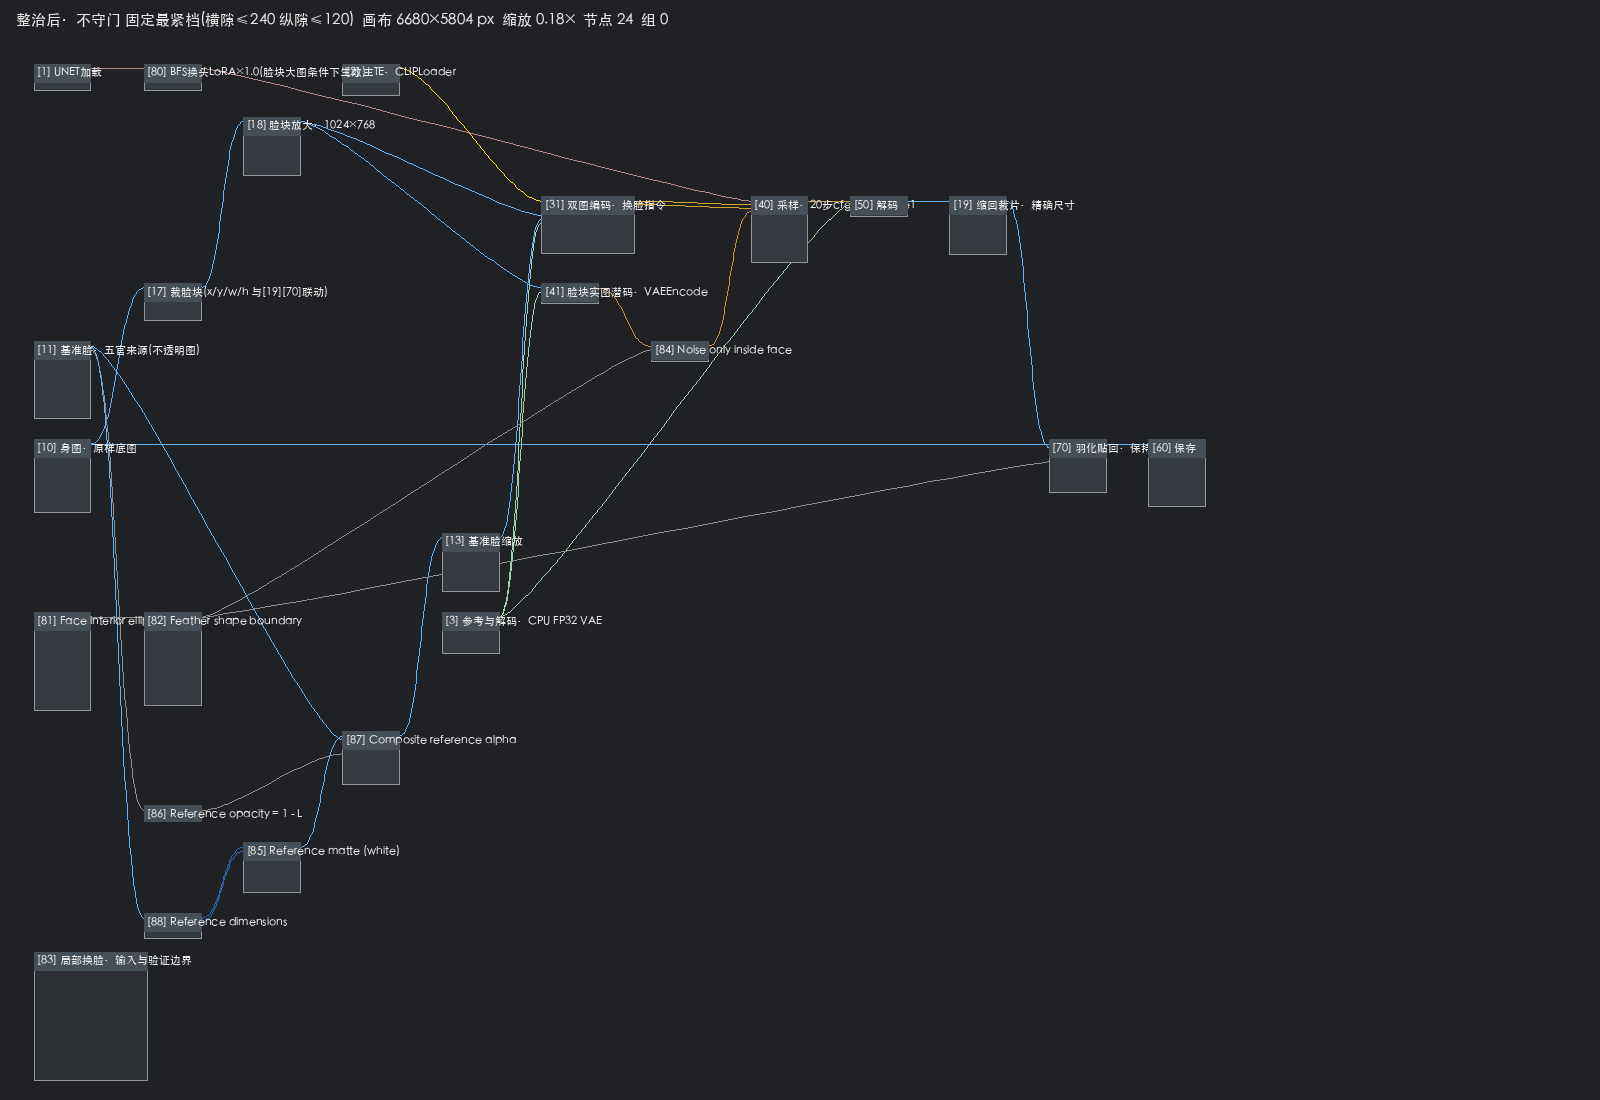 整治后· 不守门 固定最紧档(横隙≤240 纵隙≤120) 画布 6680×5804 px 缩放 0.18× 节点 24 组 0
[1] UNET加载
[80] BFS换头LoRA×1.0(脸块大图条件下
TE· CLIPLoader
[18] 脸块放大· 1024×768
[31] 双图编码· 换脸指令
[40] 采样· 20步cfg
[50] 解码
[19] 缩回裁片· 精确尺寸
[17] 裁脸块(x/y/w/h 与[19][70]联动)
[41] 脸块实图潜码· VAEEncode
[11] 基准脸· 五官来源(不透明图)
[84] Noise only inside face
[10] 身图· 原样底图
[70] 羽化贴回· 保持
[60] 保存
[13] 基准脸缩放
[81] Face interior elli
[82] Feather shape boundary
[3] 参考与解码· CPU FP32 VAE
[87] Composite reference alpha
[86] Reference opacity = 1 - L
[85] Reference matte (white)
[88] Reference dimensions
[83] 局部换脸· 输入与验证边界